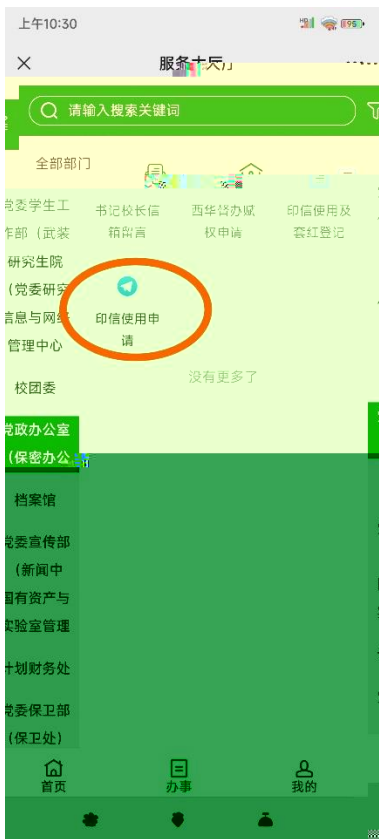 上午10:30
服务大厅
请输入搜索关键词
全部部门
党委学生工
作部（武装
研究生院
（党委研究
信息与网络
管理中心
校团委
党政办公室
（保密办公
档案馆
党委宣传部
（新闻中
国有资产与
实验室管理
计划财务处
党委保卫部
（保卫处）
书记校长信
箱留言
权申请
印信使用及
套红登记
印信使用申
请
没有更多了
首页
办事
我的